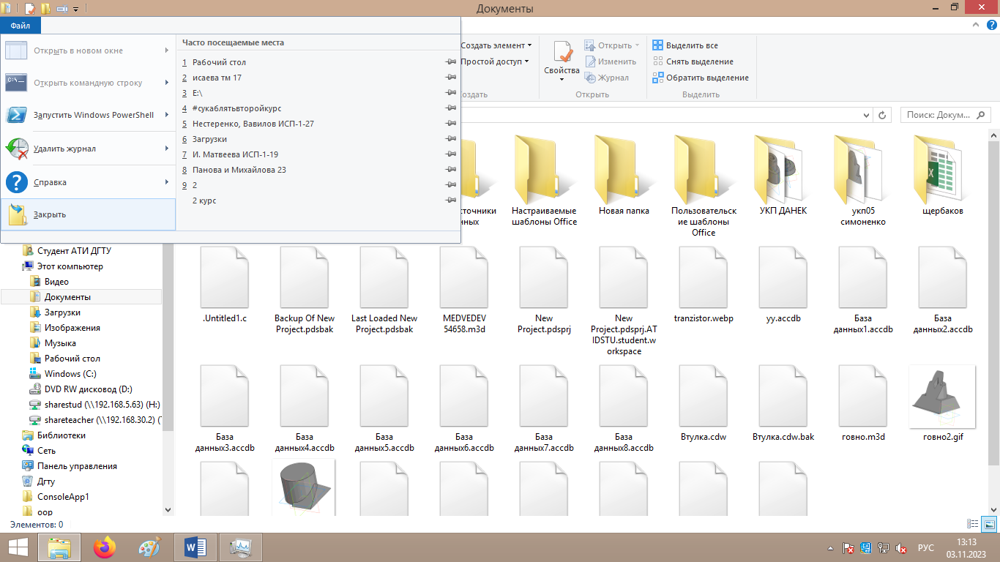 Документы
Файл
Открыть в новом окне
Открыть командную строку
Запустить Windows PowerShell
Удалить журнал
Справка
Закрыть
Часто посещаемые места
1 Рабочий стол
2 исаева тм 17
3 E:\
4 #сукаблятьвторойкурс
5 Нестеренко, Вавилов ИСП-1-27
6 Загрузки
7 И. Матвеева ИСП-1-19
8 Панова и Михайлова 23
9 2
2 курс
Создать элемент
Простой доступ
оздать
Свойства
Открыть
Изменить
Журнал
Открыть
Выделить все
Снять выделение
Обратить выделение
Выделить
Поиск: Докум...
Студент АТИ ДГТУ
Этот компьютер
Видео
Документы
Загрузки
Изображения
Музыка
Рабочий стол
Windows (C:)
DVD RW дисковод (D:)
sharestud (\\192.168.5.63) (H:)
shareteacher (\\192.168.30.2) (
Библиотеки
Сеть
Панель управления
Дгту
ConsoleApp1
оор
сточники
нных
Настраиваемые
шаблоны Office
Новая папка
Пользовательск
ие шаблоны
Office
УКП ДАНЕК
укп05
симоненко
щербаков
.Untitled1.c
Backup Of New
Project.pdsbak
Last Loaded New
Project.pdsbak
MEDVEDEV
54658.m3d
New
Project.pdsprj
New
Project.pdsprj.AT
IDSTU.student.w
orkspace
tranzistor.webp
yy.accdb
База
данных1.accdb
База
данных2.accdb
База
данных3.accdb
База
данных4.accdb
База
данных5.accdb
База
данных6.accdb
База
данных7.accdb
База
данных8.accdb
Втулка.cdw
Втулка.cdw.bak
говно.m3d
говно2.gif
Элементов: 0
РУС
13:13
03.11.2023